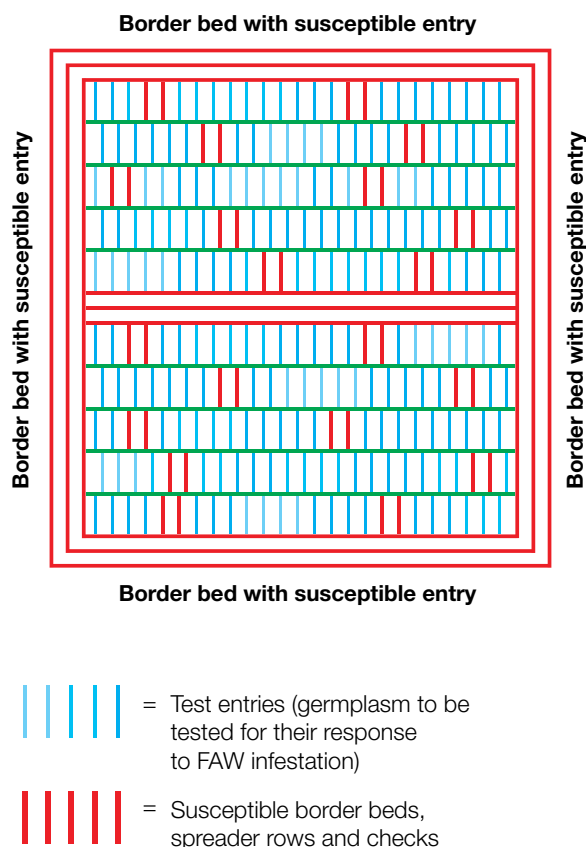 Border bed with susceptible entry
Border bed with susceptible entry
Border bed with susceptible entry
Border bed with susceptible entry
= Test entries (germplasm to be
tested for their response
to FAW infestation)
= Susceptible border beds,
spreader rows and checks